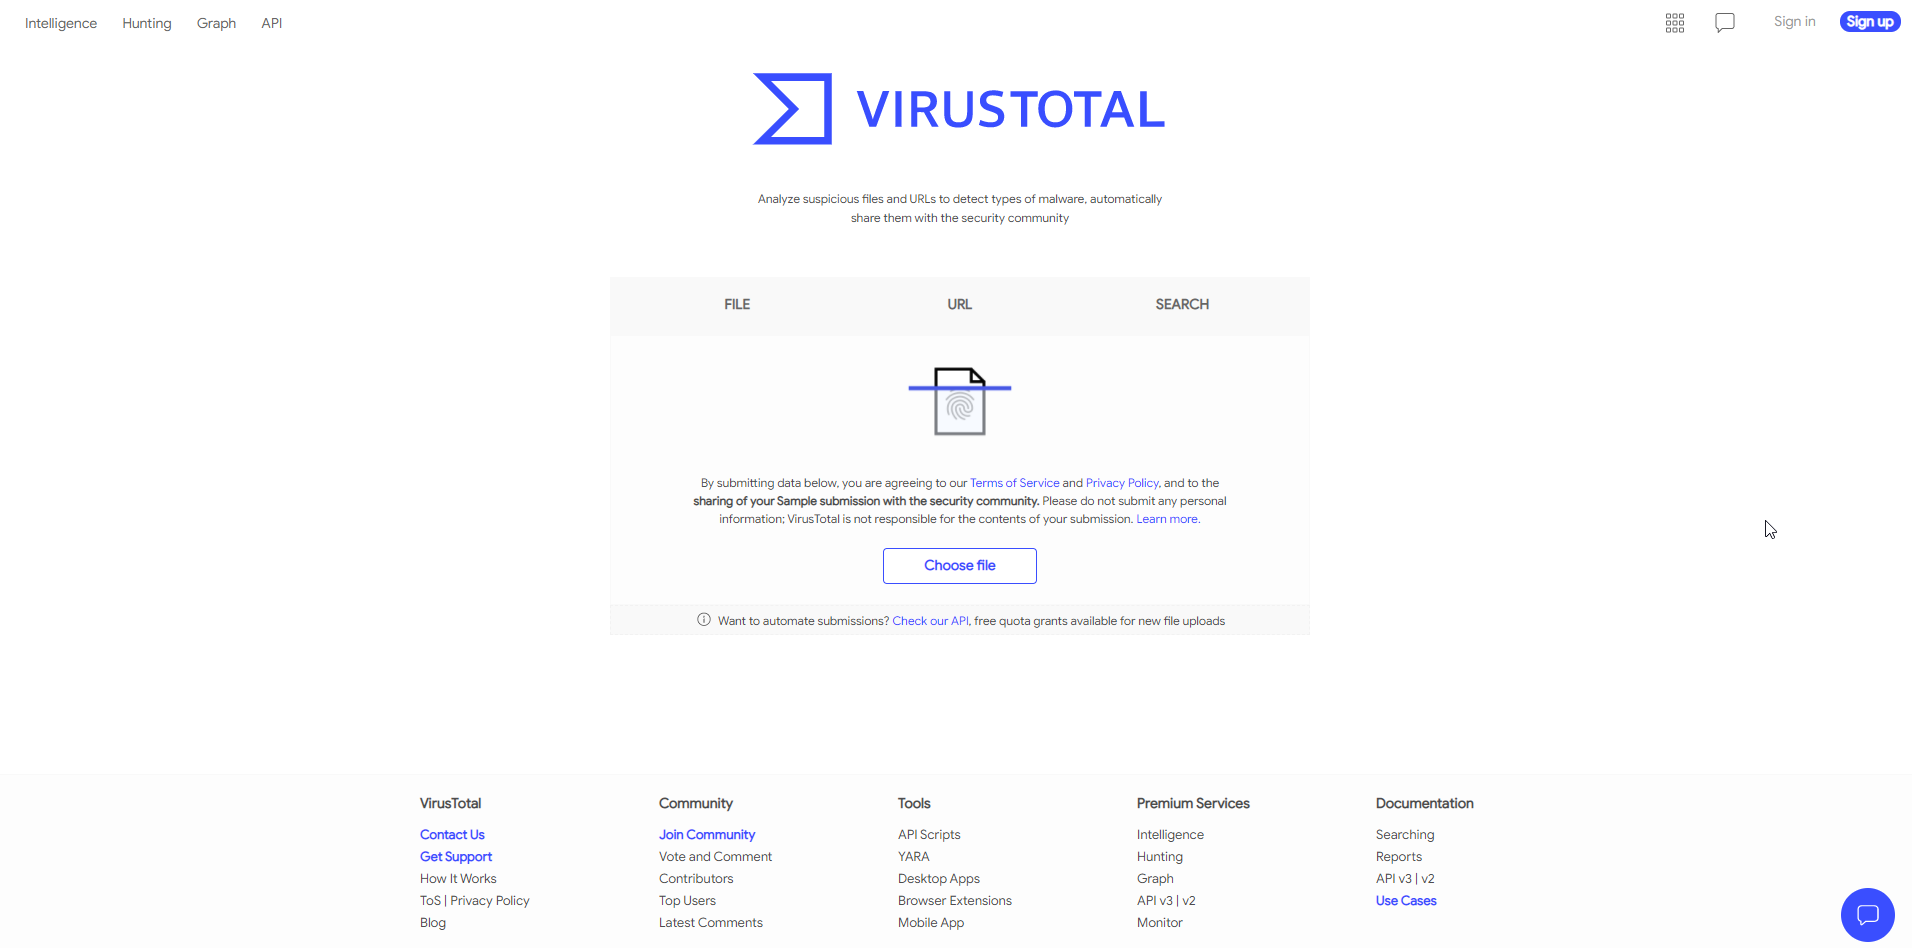 Intelligence Hunting Graph API Sign in Sign up
VIRUSTOTAL
Analyze suspicious files and URLs to detect types of malware, automatically
share them with the security community
FILE URL SEARCH
By submitting data below, you are agreeing to our Terms of Service and Privacy Policy, and to the
sharing of your Sample submission with the security community. Please do not submit any personal
information; VirusTotal is not responsible for the contents of your submission. Learn more.
Choose file
Want to automate submissions? Check our API, free quota grants available for new file uploads
VirusTotal
Contact Us
Get Support
How It Works
ToS | Privacy Policy
Blog
Community
Join Community
Vote and Comment
Contributors
Top Users
Latest Comments
Tools
API Scripts
YARA
Desktop Apps
Browser Extensions
Mobile App
Premium Services
Intelligence
Hunting
Graph
API v3 | v2
Monitor
Documentation
Searching
Reports
API v3 | v2
Use Cases